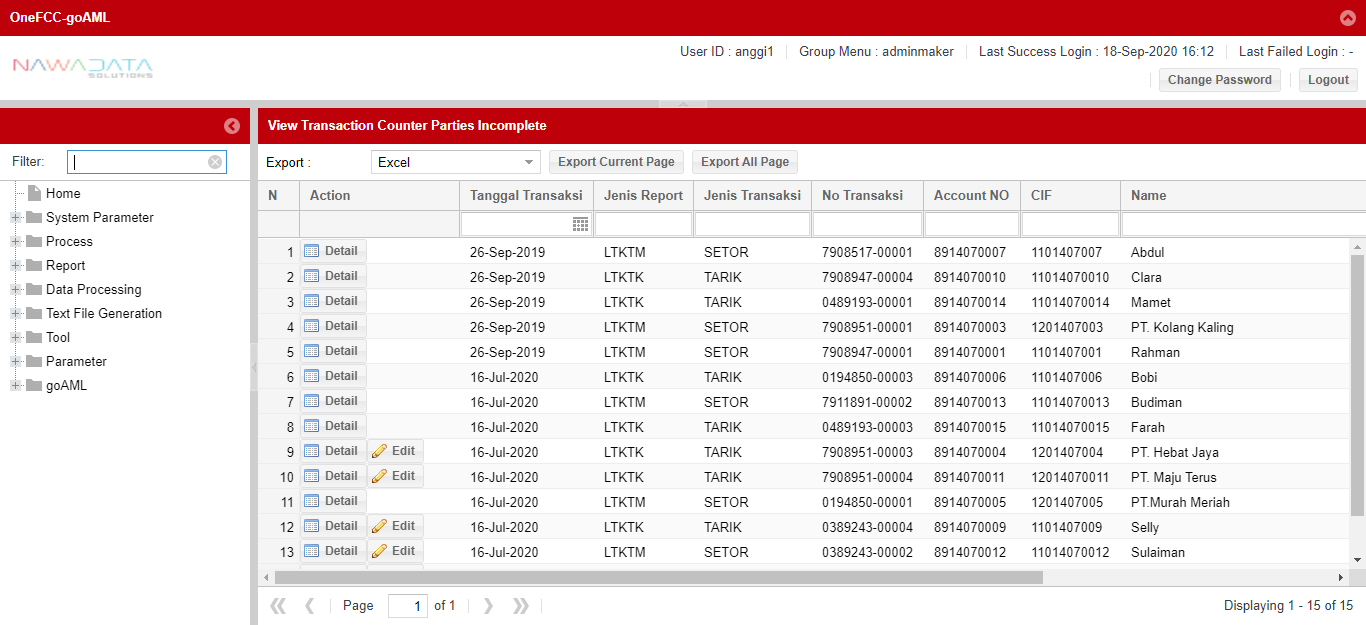 OneFCC-goAML
NAWADATA
SOLUTIONS
User ID : anggi1 Group Menu : adminmaker Last Success Login : 18-Sep-2020 16:12 Last Failed Login : -
Change Password Logout
View Transaction Counter Parties Incomplete
Filter:
Home
System Parameter
Process
Report
Data Processing
Text File Generation
Tool
Parameter
goAML
Export : Excel Export Current Page Export All Page
N Action Tanggal Transaksi Jenis Report Jenis Transaksi No Transaksi Account NO CIF Name
1 Detail 26-Sep-2019 LTKTM SETOR 7908517-00001 8914070007 1101407007 Abdul
2 Detail 26-Sep-2019 LTKTK TARIK 7908947-00004 8914070010 11014070010 Clara
3 Detail 26-Sep-2019 LTKTK TARIK 0489193-00001 8914070014 11014070014 Mamet
4 Detail 26-Sep-2019 LTKTM SETOR 7908951-00001 8914070003 1201407003 PT. Kolang Kaling
5 Detail 26-Sep-2019 LTKTM SETOR 7908947-00001 8914070001 1101407001 Rahman
6 Detail 16-Jul-2020 LTKTK TARIK 0194850-00003 8914070006 1101407006 Bobi
7 Detail 16-Jul-2020 LTKTM SETOR 7911891-00002 8914070013 11014070013 Budiman
8 Detail 16-Jul-2020 LTKTK TARIK 0489193-00003 8914070015 11014070015 Farah
9 Detail Edit 16-Jul-2020 LTKTK TARIK 7908951-00003 8914070004 1201407004 PT. Hebat Jaya
10 Detail Edit 16-Jul-2020 LTKTK TARIK 7908951-00004 89140700011 12014070011 PT. Maju Terus
11 Detail 16-Jul-2020 LTKTM SETOR 0194850-00001 8914070005 1201407005 PT.Murah Meriah
12 Detail Edit 16-Jul-2020 LTKTK TARIK 0389243-00004 8914070009 1101407009 Selly
13 Detail Edit 16-Jul-2020 LTKTM SETOR 0389243-00002 8914070012 11014070012 Sulaiman
Page 1 of 1 Displaying 1 - 15 of 15